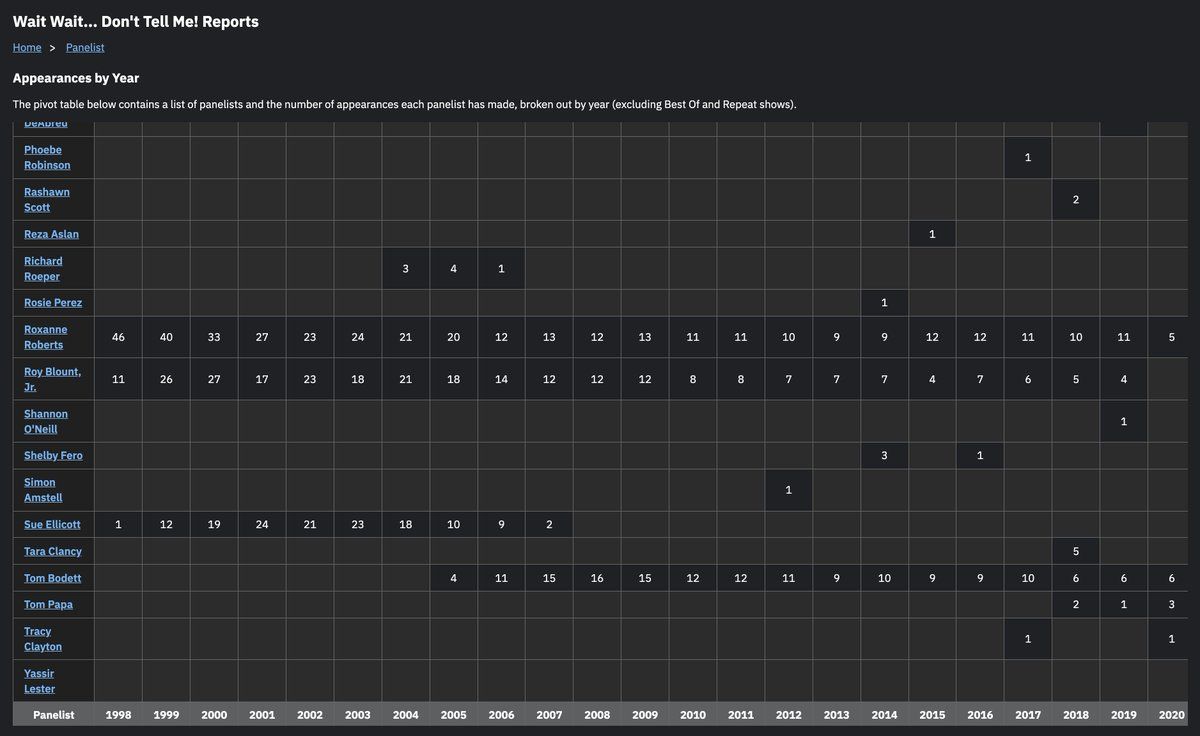 Wait Wait... Don't Tell Me! Reports
Home > Panelist
Appearances by Year
The pivot table below contains a list of panelists and the number of appearances each panelist has made, broken out by year (excluding Best Of and Repeat shows).
DeAbreu
Phoebe Robinson 1
Rashawn Scott 2
Reza Aslan 1
Richard Roeper 3 4 1
Rosie Perez 1
Roxanne Roberts 46 40 33 27 23 24 21 20 12 13 12 13 11 11 10 9 9 12 12 11 10 11 5
Roy Blount, Jr. 11 26 27 17 23 18 21 18 14 12 12 12 8 8 7 7 7 4 7 6 5 4
Shannon O'Neill 1
Shelby Fero 3 1
Simon Amstell 1
Sue Ellicott 1 12 19 24 21 23 18 10 9 2
Tara Clancy 5
Tom Bodett 4 11 15 16 15 12 12 11 9 10 9 9 10 6 6 6
Tom Papa 2 1 3
Tracy Clayton 1 1
Yassir Lester
Panelist 1998 1999 2000 2001 2002 2003 2004 2005 2006 2007 2008 2009 2010 2011 2012 2013 2014 2015 2016 2017 2018 2019 2020